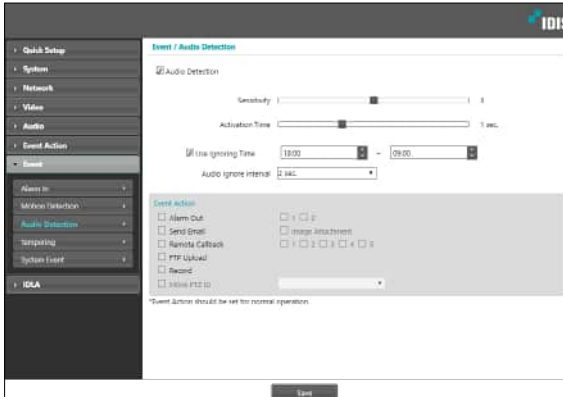 IDIS
Quick Setup
System
Network
Video
Audio
Event Action
Event
Alarm In
Motion Detection
Audio Detection
Tampering
System Event
IDLA
Event / Audio Detection
Audio Detection
Sensitivity
Activation Time 1 sec.
Use Ignoring Time 18:00 ~ 09:00
Audio Ignore Interval 2 sec.
Event Action
Alarm Out 1 2
Send Email Image Attachment
Remote Callback 1 2 3 4 5
FTP Upload
Record
Move PTZ to
*Event Action should be set for normal operation.
Save